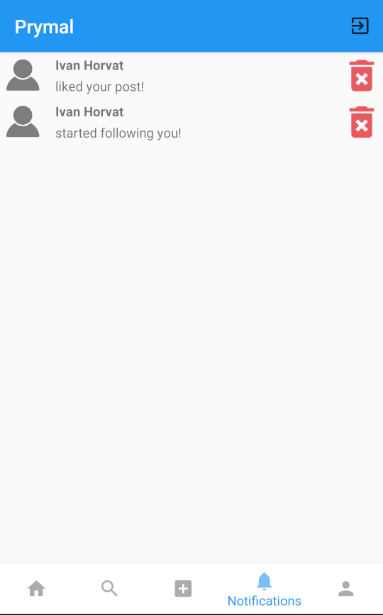 Prymal
Ivan Horvat
liked your post!
Ivan Horvat
started following you!
Notifications